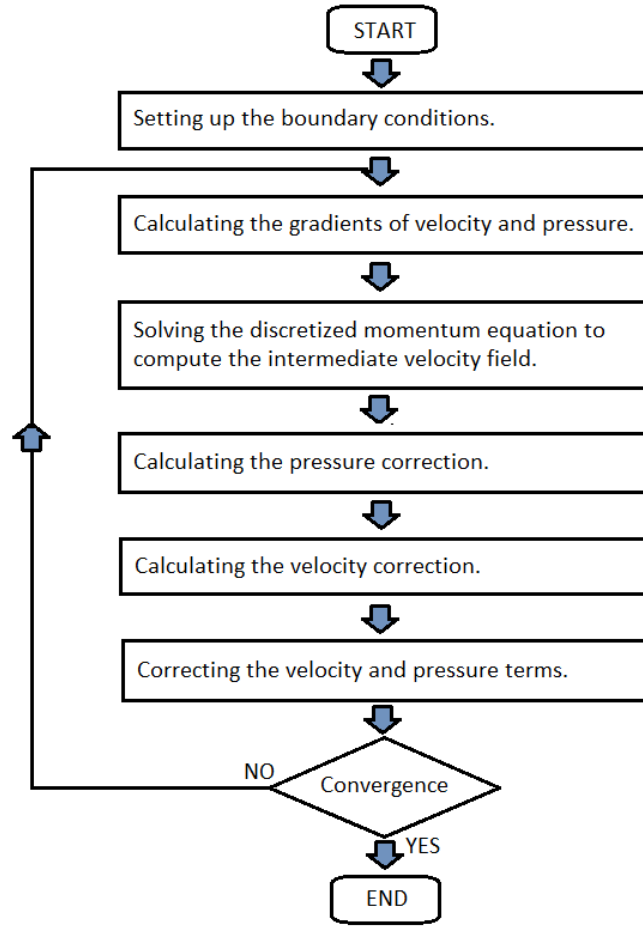 START
Setting up the boundary conditions.
Calculating the gradients of velocity and pressure.
Solving the discretized momentum equation to
compute the intermediate velocity field.
Calculating the pressure correction.
Calculating the velocity correction.
Correcting the velocity and pressure terms.
NO
Convergence
YES
END